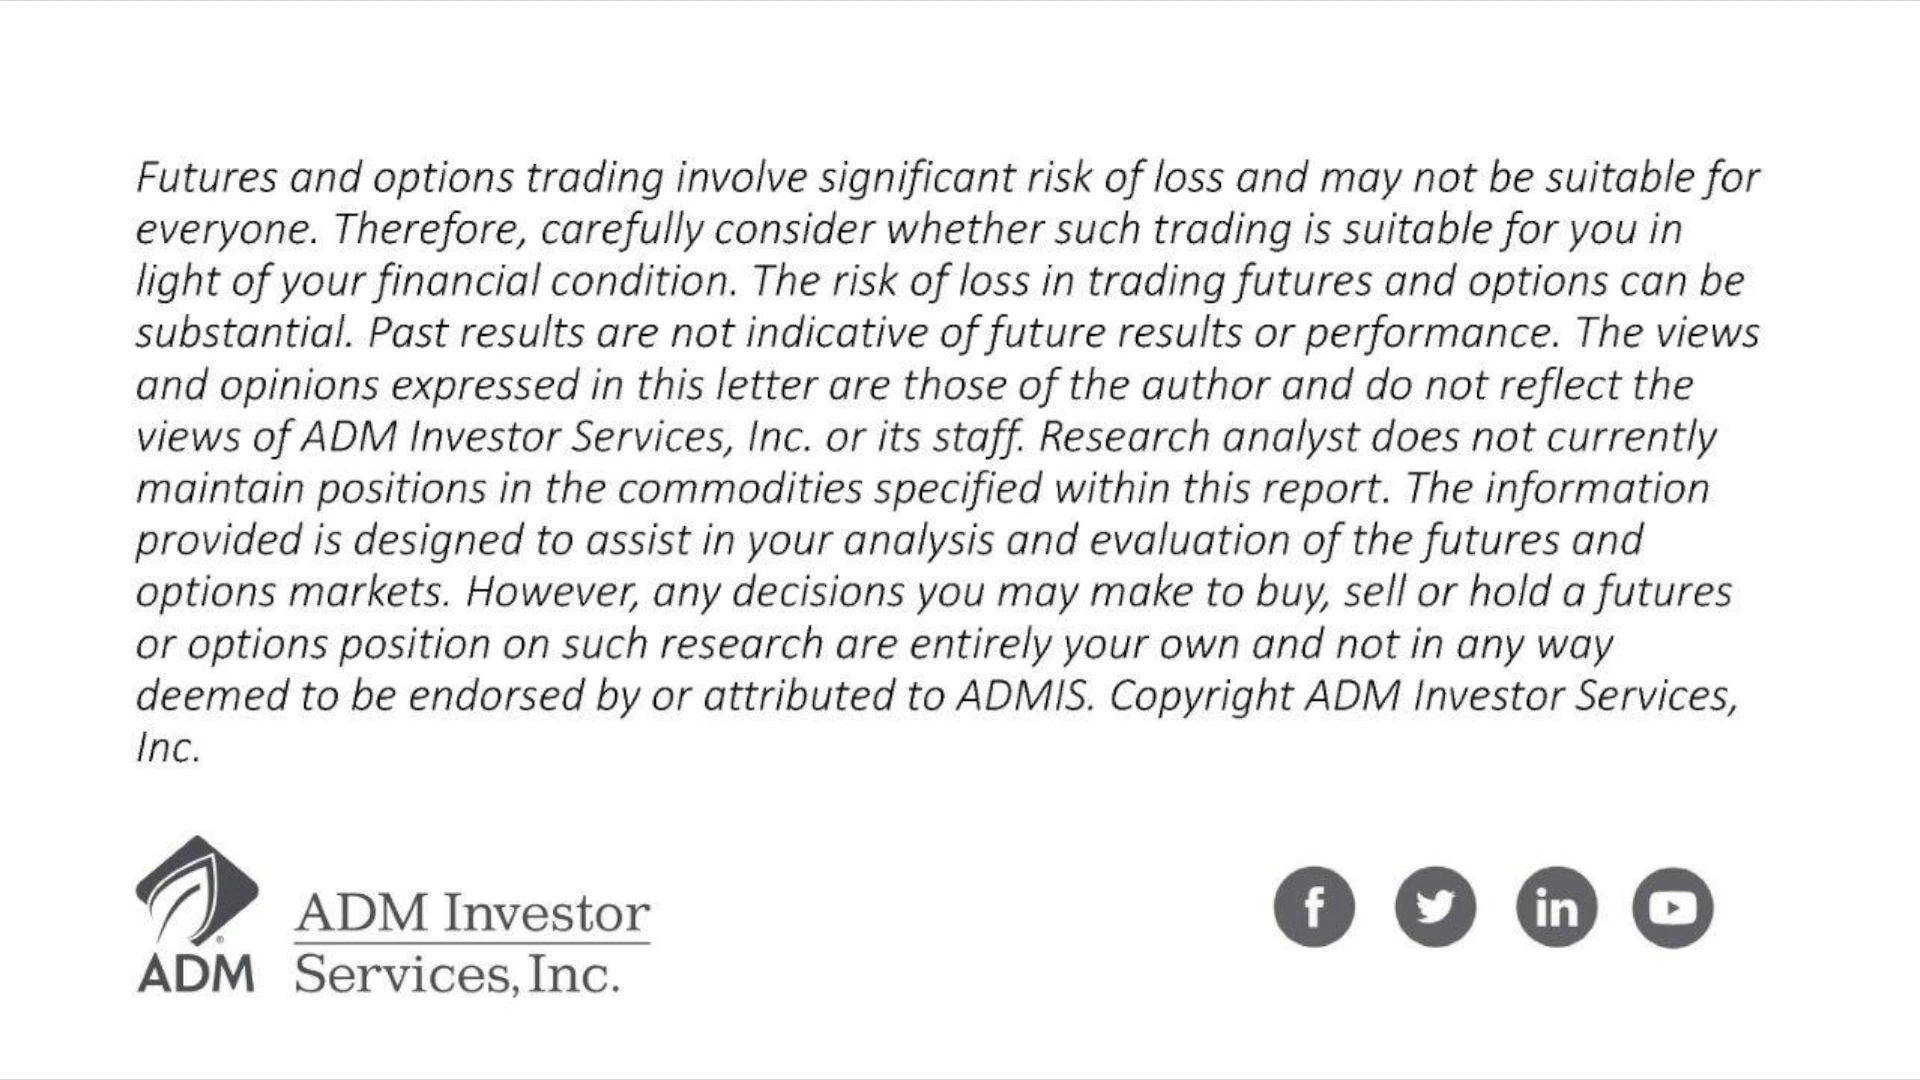 Futures and options trading involve significant risk of loss and may not be suitable for
everyone. Therefore, carefully consider whether such trading is suitable for you in
light of your financial condition. The risk of loss in trading futures and options can be
substantial. Past results are not indicative of future results or performance. The views
and opinions expressed in this letter are those of the author and do not reflect the
views of ADM Investor Services, Inc. or its staff. Research analyst does not currently
maintain positions in the commodities specified within this report. The information
provided is designed to assist in your analysis and evaluation of the futures and
options markets. However, any decisions you may make to buy, sell or hold a futures
or options position on such research are entirely your own and not in any way
deemed to be endorsed by or attributed to ADMIS. Copyright ADM Investor Services,
Inc.
ADM
ADM Investor
Services, Inc.
f
in